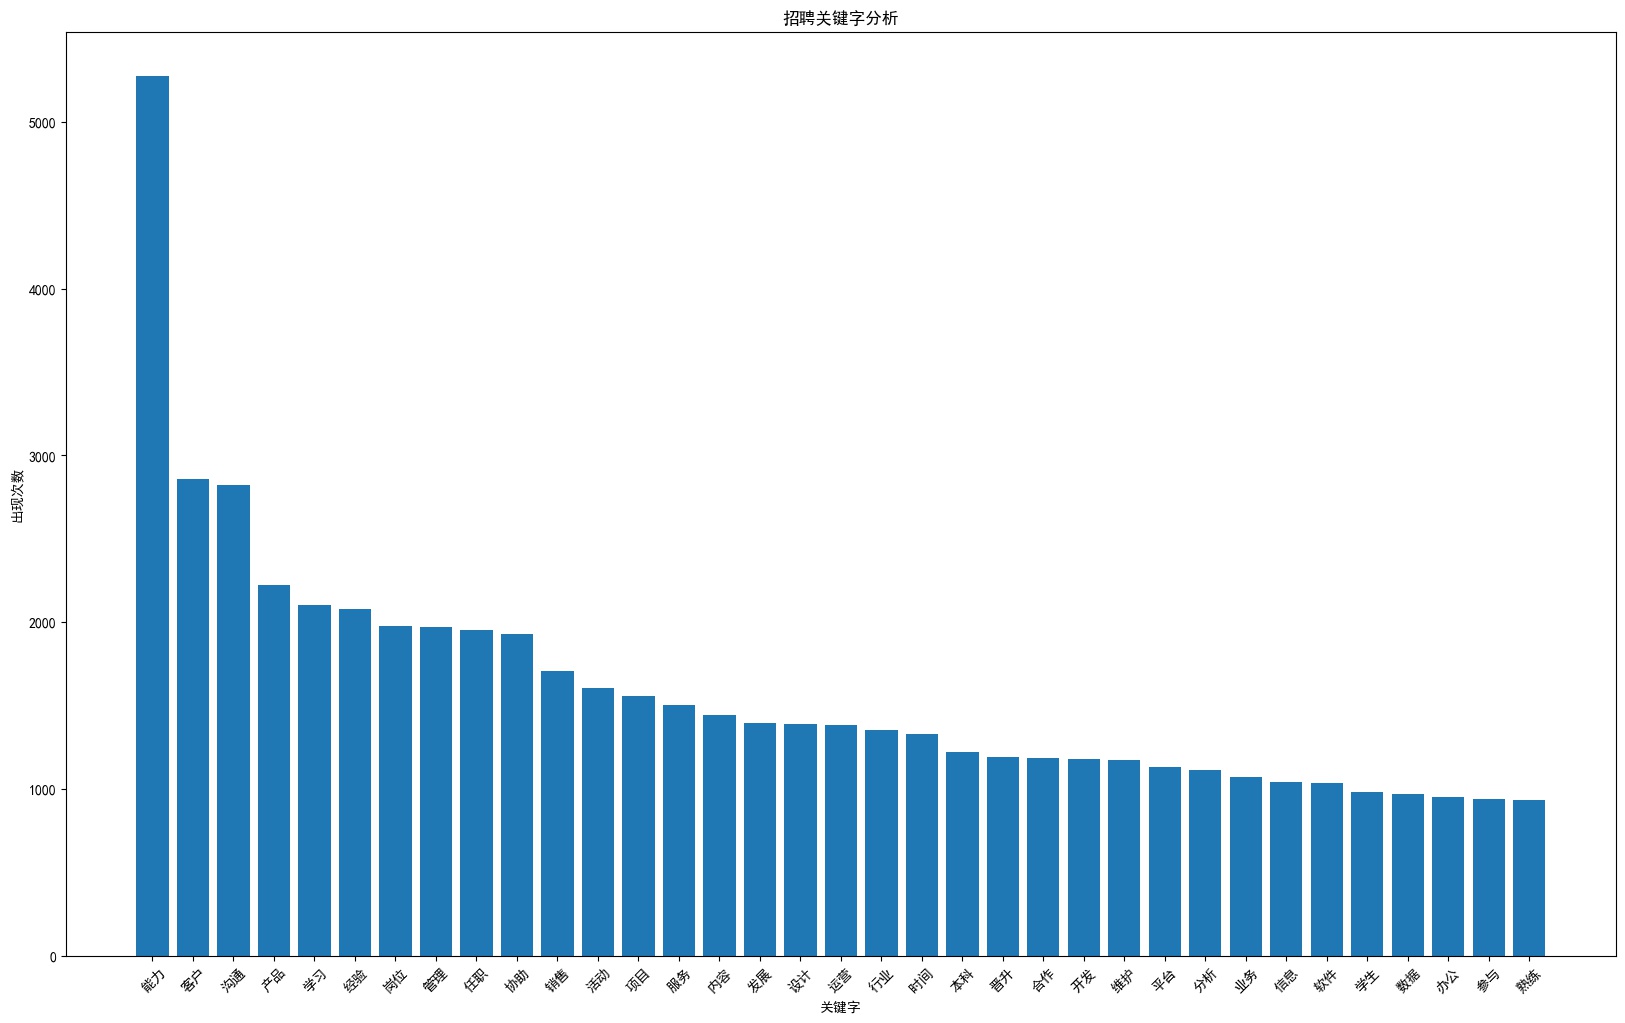 招聘关键字分析
出现次数
5000
4000
3000
2000
1000
0
能力 客户 沟通 产品 学习 经验 岗位 管理 任职 协助 销售 活动 项目 服务 内容 发展 设计 运营 行业 时间 本科 晋升 合作 开发 维护 平台 分析 业务 信息 软件 学生 数据 办公 参与 熟练
关键字